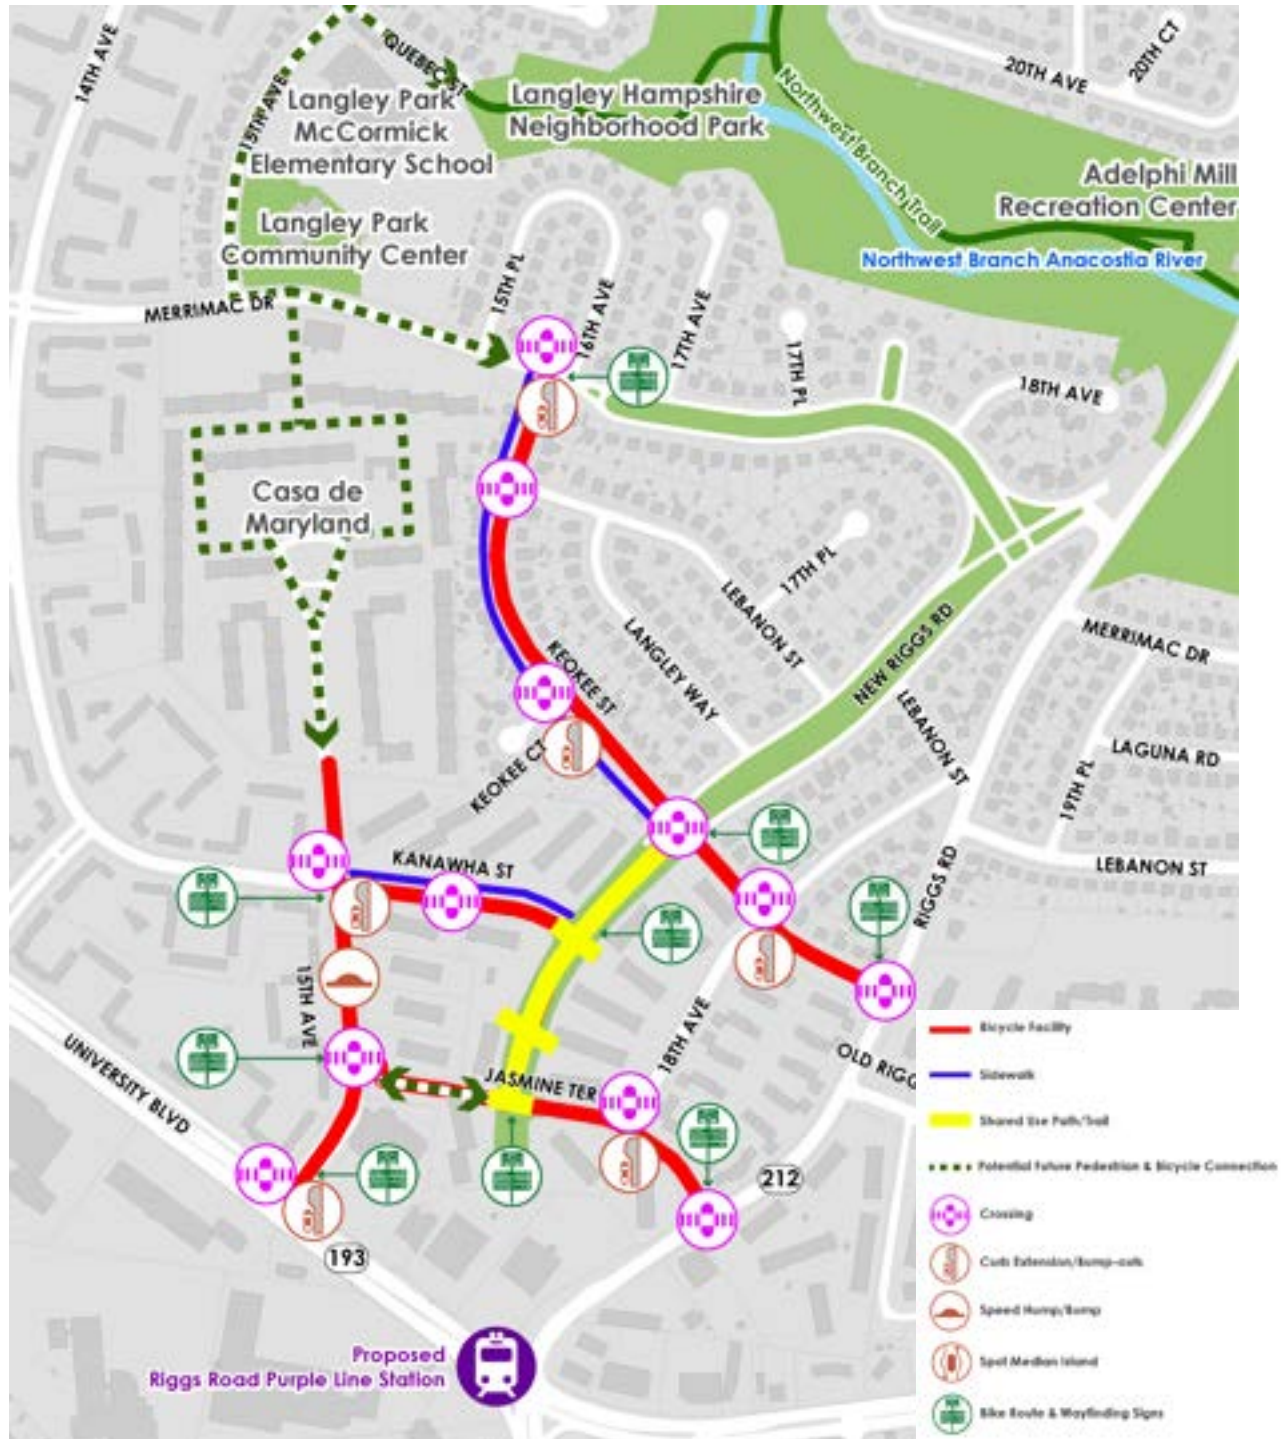 14TH AVE
15TH AVE
QUEBEC ST
Langley Park
McCormick
Elementary School
Langley Hampshire
Neighborhood Park
Northwest Branch Trail
20TH AVE
20TH CT
Adelphi Mill
Recreation Center
Northwest Branch Anacostia River
Langley Park
Community Center
MERRIMAC DR
15TH PL
16TH AVE
17TH AVE
17TH PL
18TH AVE
Casa de
Maryland
17TH PL
LEBANON ST
LANGLEY WAY
KEOKEE ST
KEOKEE CT
NEW RIGGS RD
LEBANON ST
MERRIMAC DR
LAGUNA RD
19TH PL
LEBANON ST
RIGGS RD
KANAWHA ST
15TH AVE
UNIVERSITY BLVD
JASMINE TER
18TH AVE
OLD RIGG
212
193
Proposed
Riggs Road Purple Line Station
Bicycle Facility
Sidewalk
Shared Use Path/Trail
Potential Future Pedestrian & Bicycle Connection
Crossing
Curb Extension/Bump-outs
Speed Hump/Bump
Spot Median Island
Bike Route & Wayfinding Signs